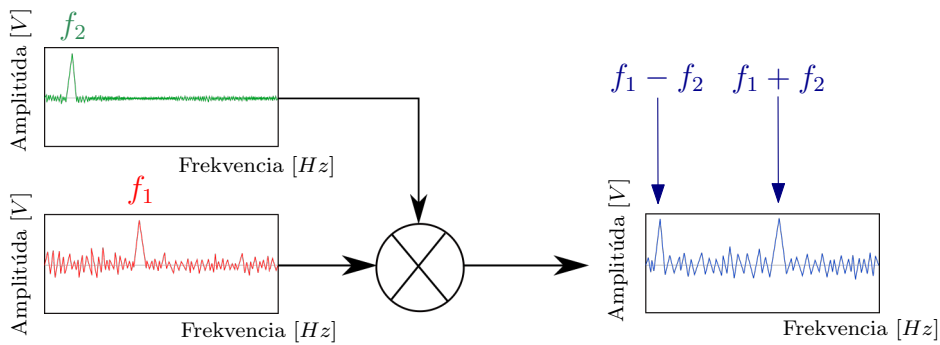 f₂
Amplitúda [V]
Frekvencia [Hz]
f₁
Amplitúda [V]
Frekvencia [Hz]
f₁ − f₂
f₁ + f₂
Amplitúda [V]
Frekvencia [Hz]